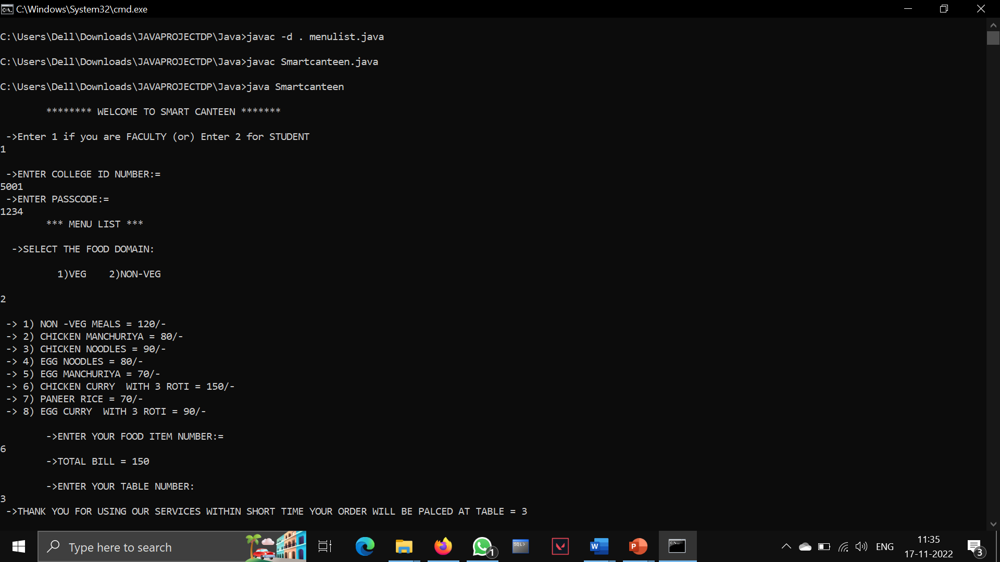 C:\Windows\System32\cmd.exe
C:\Users\Dell\Downloads\JAVAPROJECTDP\Java>javac -d . menulist.java
C:\Users\Dell\Downloads\JAVAPROJECTDP\Java>javac Smartcanteen.java
C:\Users\Dell\Downloads\JAVAPROJECTDP\Java>java Smartcanteen
******** WELCOME TO SMART CANTEEN *******
->Enter 1 if you are FACULTY (or) Enter 2 for STUDENT
1
->ENTER COLLEGE ID NUMBER:=
5001
->ENTER PASSCODE:=
1234
*** MENU LIST ***
->SELECT THE FOOD DOMAIN:
1)VEG    2)NON-VEG
2
-> 1) NON -VEG MEALS = 120/-
-> 2) CHICKEN MANCHURIYA = 80/-
-> 3) CHICKEN NOODLES = 90/-
-> 4) EGG NOODLES = 80/-
-> 5) EGG MANCHURIYA = 70/-
-> 6) CHICKEN CURRY  WITH 3 ROTI = 150/-
-> 7) PANEER RICE = 70/-
-> 8) EGG CURRY  WITH 3 ROTI = 90/-
->ENTER YOUR FOOD ITEM NUMBER:=
6
->TOTAL BILL = 150
->ENTER YOUR TABLE NUMBER:
3
->THANK YOU FOR USING OUR SERVICES WITHIN SHORT TIME YOUR ORDER WILL BE PALCED AT TABLE = 3
Type here to search
1
SQL>
W
P
ENG
11:35
17-11-2022
3